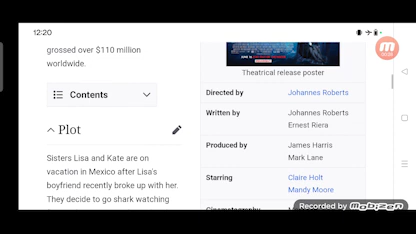 12:20
grossed over $110 million
worldwide.
Contents
Plot
Sisters Lisa and Kate are on
vacation in Mexico after Lisa's
boyfriend recently broke up with her.
They decide to go shark watching
Theatrical release poster
Directed by Johannes Roberts
Written by Johannes Roberts
Ernest Riera
Produced by James Harris
Mark Lane
Starring Claire Holt
Mandy Moore
Recorded by Mobizen